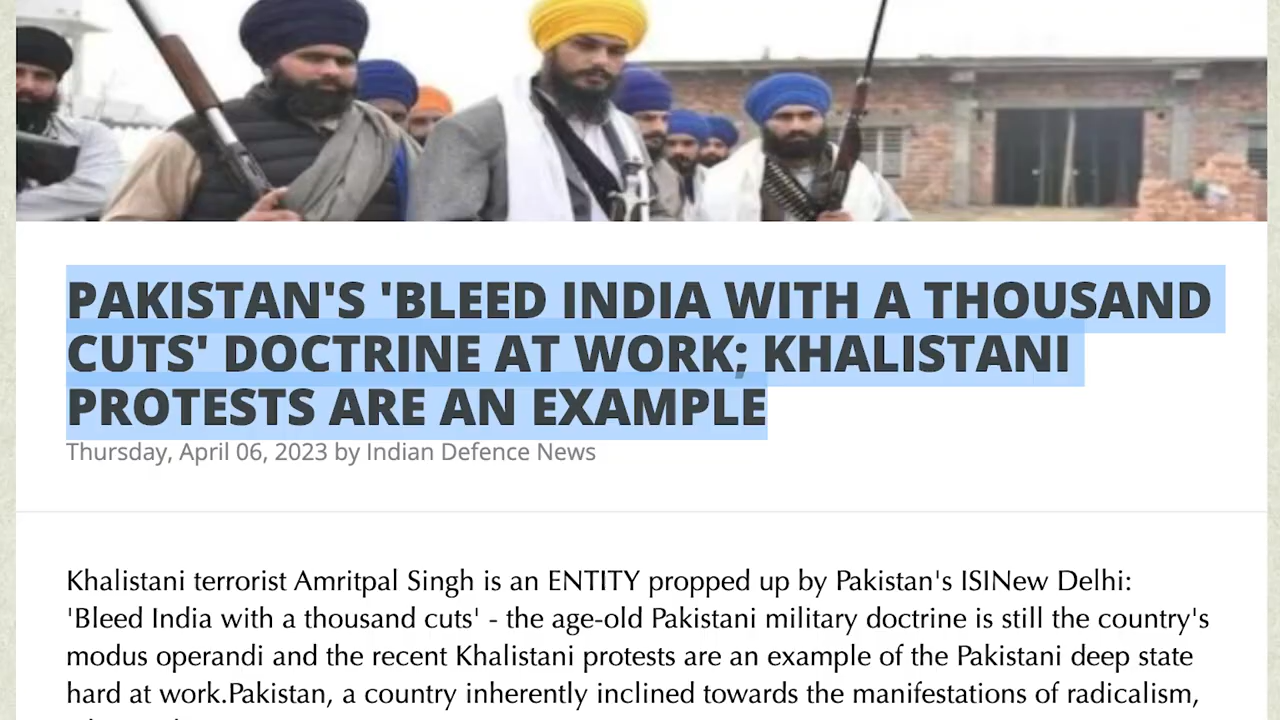 PAKISTAN'S 'BLEED INDIA WITH A THOUSAND
CUTS' DOCTRINE AT WORK; KHALISTANI
PROTESTS ARE AN EXAMPLE
Thursday, April 06, 2023 by Indian Defence News
Khalistani terrorist Amritpal Singh is an ENTITY propped up by Pakistan's ISINew Delhi:
'Bleed India with a thousand cuts' - the age-old Pakistani military doctrine is still the country's
modus operandi and the recent Khalistani protests are an example of the Pakistani deep state
hard at work.Pakistan, a country inherently inclined towards the manifestations of radicalism,